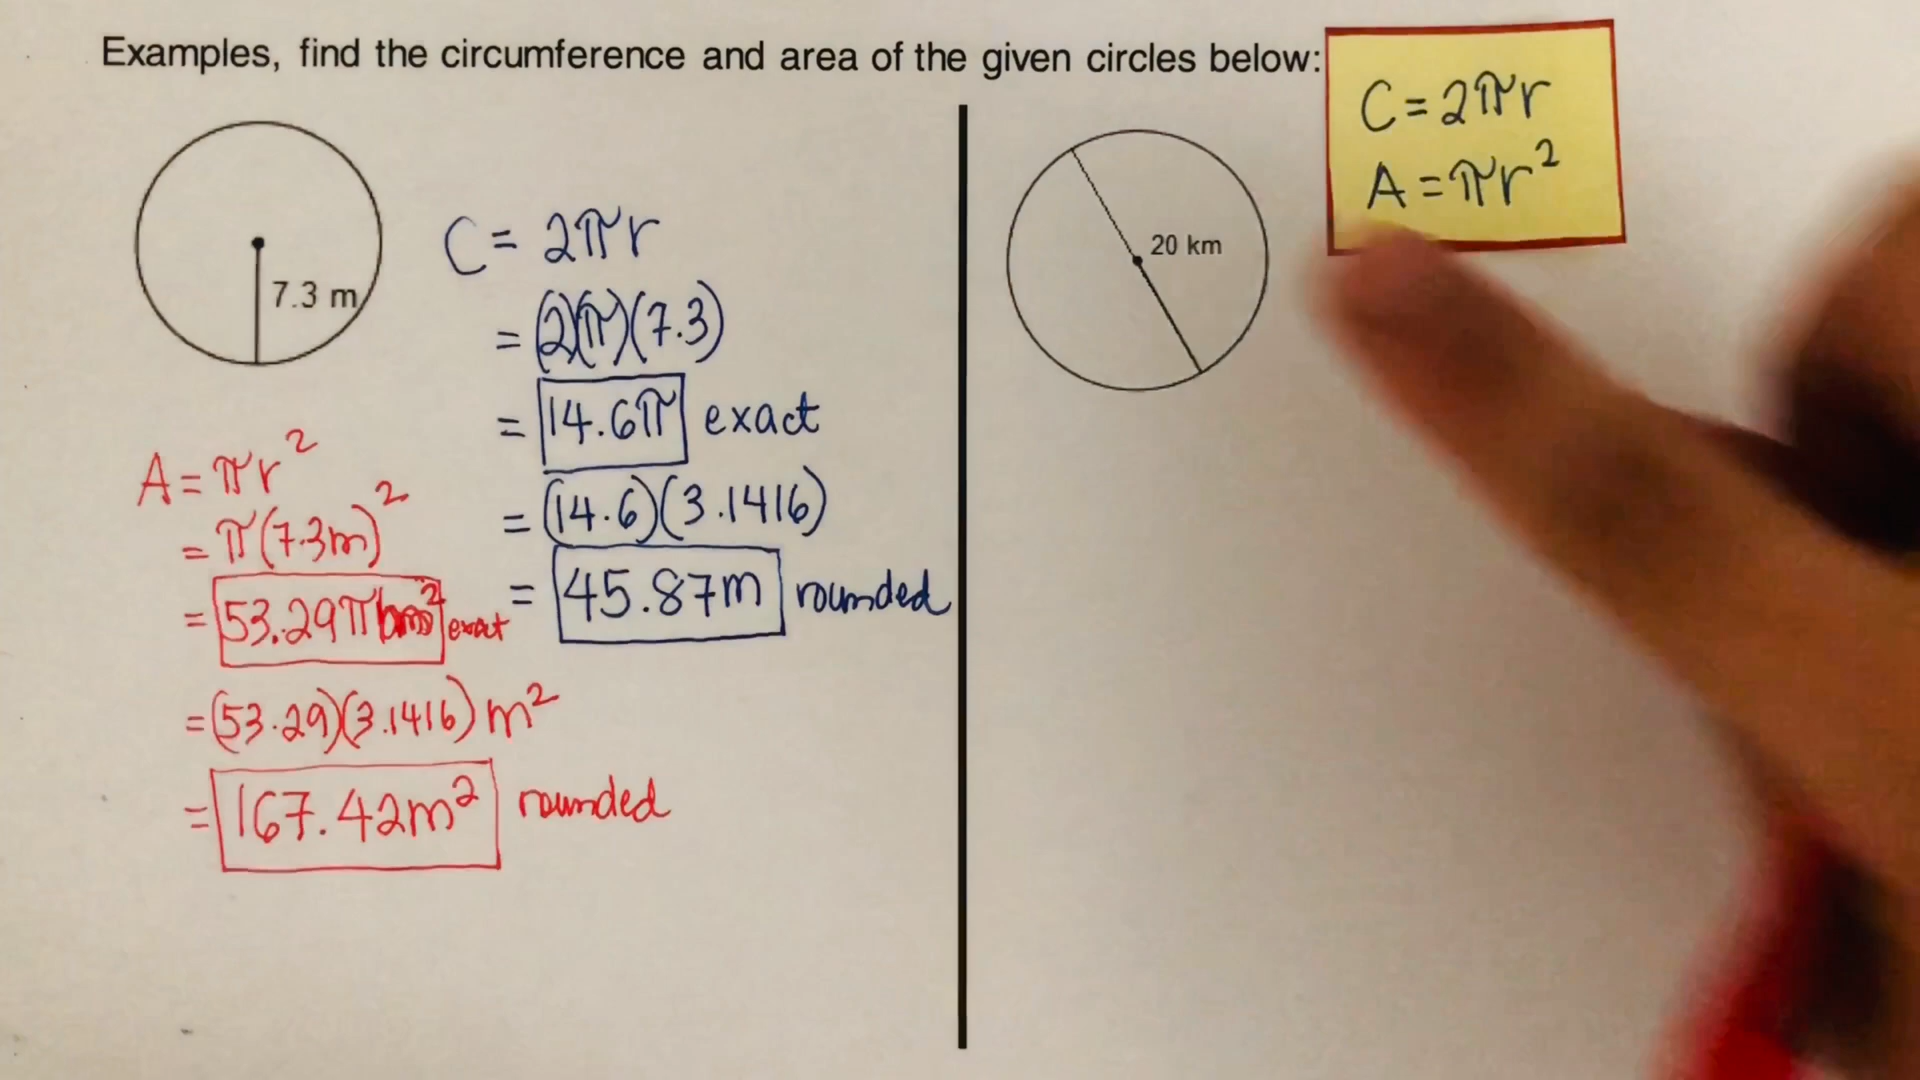 Examples, find the circumference and area of the given circles below:
C = 2πr
A = πr²
7.3 m
C = 2πr
= (2)(π)(7.3)
= 14.6π exact
= (14.6)(3.1416)
= 45.87m rounded
A = πr²
= π(7.3m)²
= 53.29π m² exact
= (53.29)(3.1416) m²
= 167.42m² rounded
20 km